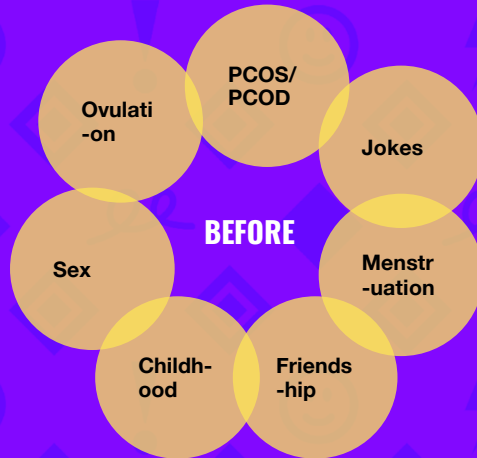 PCOS/
PCOD
Jokes
Menstr
-uation
Friends
-hip
Childh-
ood
Sex
Ovulati
-on
BEFORE